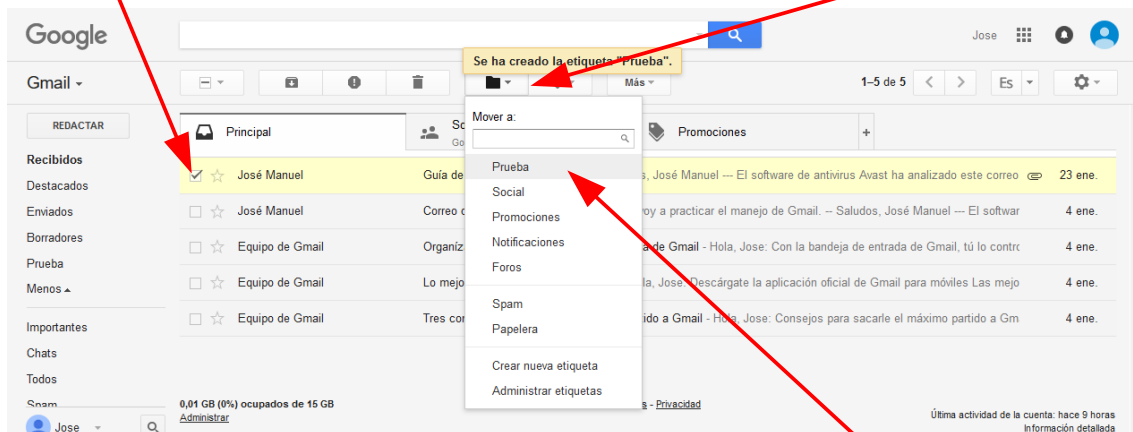 Google
Jose
Se ha creado la etiqueta "Prueba".
Gmail
Más
1–5 de 5
Es
REDACTAR
Mover a:
Principal
Promociones
+
Recibidos
Destacados
Enviados
Borradores
Prueba
Menos
Importantes
Chats
Todos
Spam
Jose
José Manuel Guía de , José Manuel --- El software de antivirus Avast ha analizado este correo 23 ene.
José Manuel Correo voy a practicar el manejo de Gmail. -- Saludos, José Manuel --- El softwar 4 ene.
Equipo de Gmail de Gmail - Hola, Jose: Con la bandeja de entrada de Gmail, tú lo contro 4 ene.
Equipo de Gmail Lo mejo Jose: Descárgate la aplicación oficial de Gmail para móviles Las mejo 4 ene.
Equipo de Gmail Tres con a Gmail - Hola, Jose: Consejos para sacarle el máximo partido a Gm 4 ene.
Prueba
Social
Promociones
Notificaciones
Foros
Spam
Papelera
Crear nueva etiqueta
Administrar etiquetas
0,01 GB (0%) ocupados de 15 GB
Administrar
- Privacidad
Última actividad de la cuenta: hace 9 horas
Información detallada